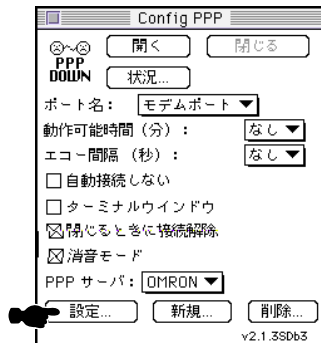 Config PPP
PPP
DOWN
開く
閉じる
状況...
ポート名： モデムポート
動作可能時間（分）： なし
エコー間隔（秒）： なし
自動接続しない
ターミナルウインドウ
閉じるときに接続解除
消音モード
PPP サーバ： OMRON
設定... 新規... 削除...
v2.1.3SDb3